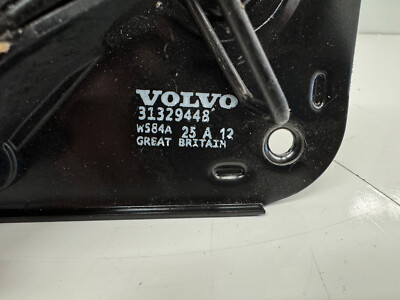 VOLVO
31329448
WS84A 25 A 12
GREAT BRITAIN